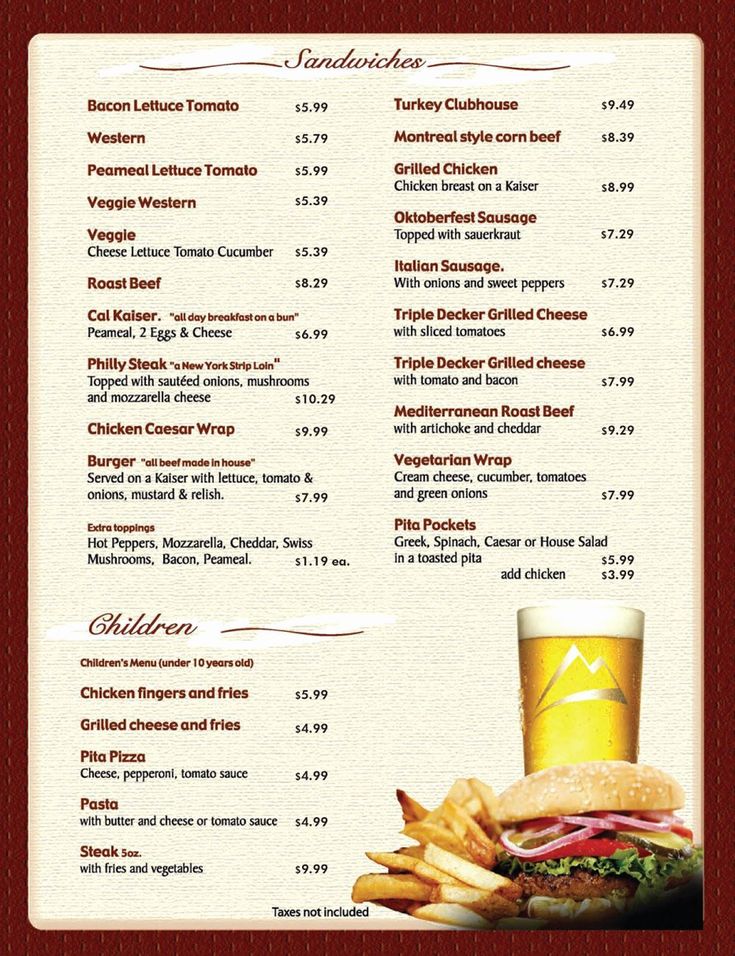 Sandwiches
Bacon Lettuce Tomato $5.99
Western $5.79
Peameal Lettuce Tomato $5.99
Veggie Western $5.39
Veggie
Cheese Lettuce Tomato Cucumber $5.39
Roast Beef $8.29
Cal Kaiser. "all day breakfast on a bun"
Peameal, 2 Eggs & Cheese $6.99
Philly Steak "a New York Strip Loin"
Topped with sautéed onions, mushrooms
and mozzarella cheese $10.29
Chicken Caesar Wrap $9.99
Burger "all beef made in house"
Served on a Kaiser with lettuce, tomato &
onions, mustard & relish. $7.99
Extra toppings
Hot Peppers, Mozzarella, Cheddar, Swiss
Mushrooms, Bacon, Peameal. $1.19 ea.
Turkey Clubhouse $9.49
Montreal style corn beef $8.39
Grilled Chicken
Chicken breast on a Kaiser $8.99
Oktoberfest Sausage
Topped with sauerkraut $7.29
Italian Sausage.
With onions and sweet peppers $7.29
Triple Decker Grilled Cheese
with sliced tomatoes $6.99
Triple Decker Grilled cheese
with tomato and bacon $7.99
Mediterranean Roast Beef
with artichoke and cheddar $9.29
Vegetarian Wrap
Cream cheese, cucumber, tomatoes
and green onions $7.99
Pita Pockets
Greek, Spinach, Caesar or House Salad
in a toasted pita $5.99
add chicken $3.99
Children
Children's Menu (under 10 years old)
Chicken fingers and fries $5.99
Grilled cheese and fries $4.99
Pita Pizza
Cheese, pepperoni, tomato sauce $4.99
Pasta
with butter and cheese or tomato sauce $4.99
Steak 5oz.
with fries and vegetables $9.99
Taxes not included